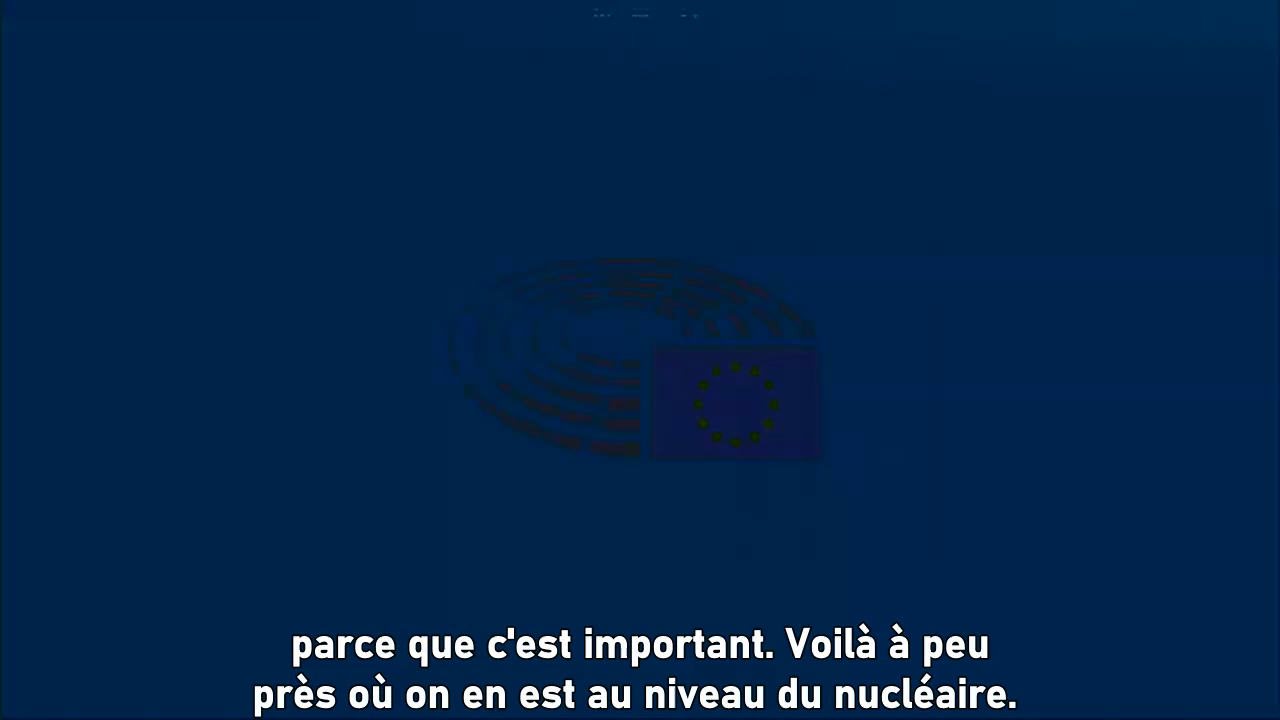 parce que c'est important. Voilà à peu
près où on en est au niveau du nucléaire.